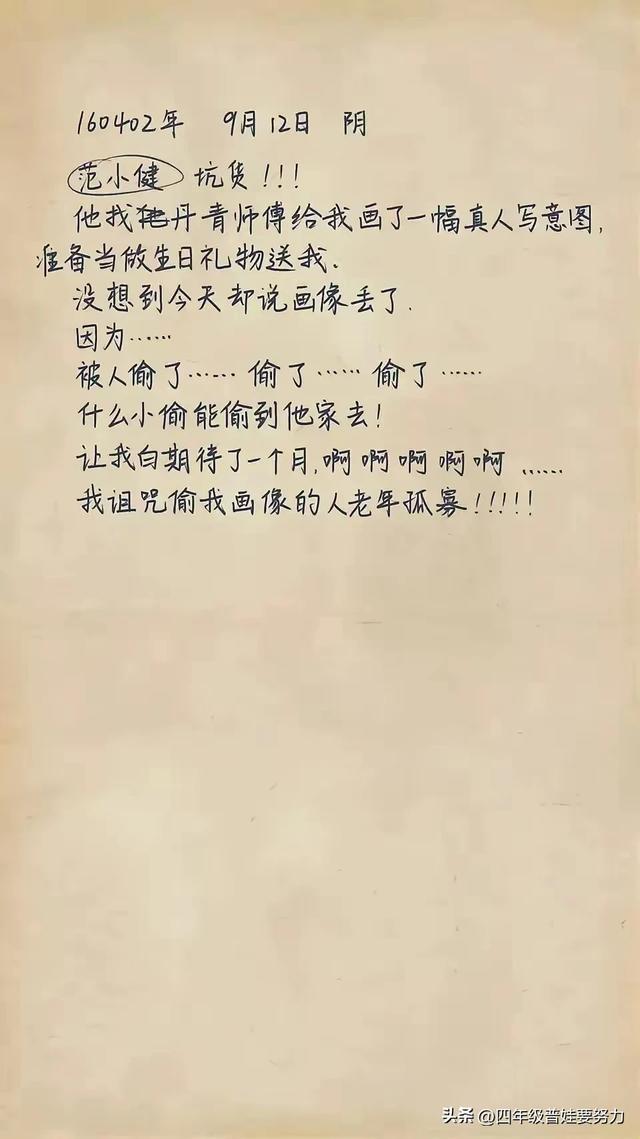 160402年 9月12日 阴
范小健 坑货!!!
他找丹青师傅给我画了一幅真人写意图,
准备当做生日礼物送我.
没想到今天却说画像丢了.
因为……
被人偷了…… 偷了…… 偷了……
什么小偷能偷到他家去!
让我白期待了一个月,啊啊啊啊啊……
我诅咒偷我画像的人老年孤寡!!!!!
头条 @四年级普娃要努力